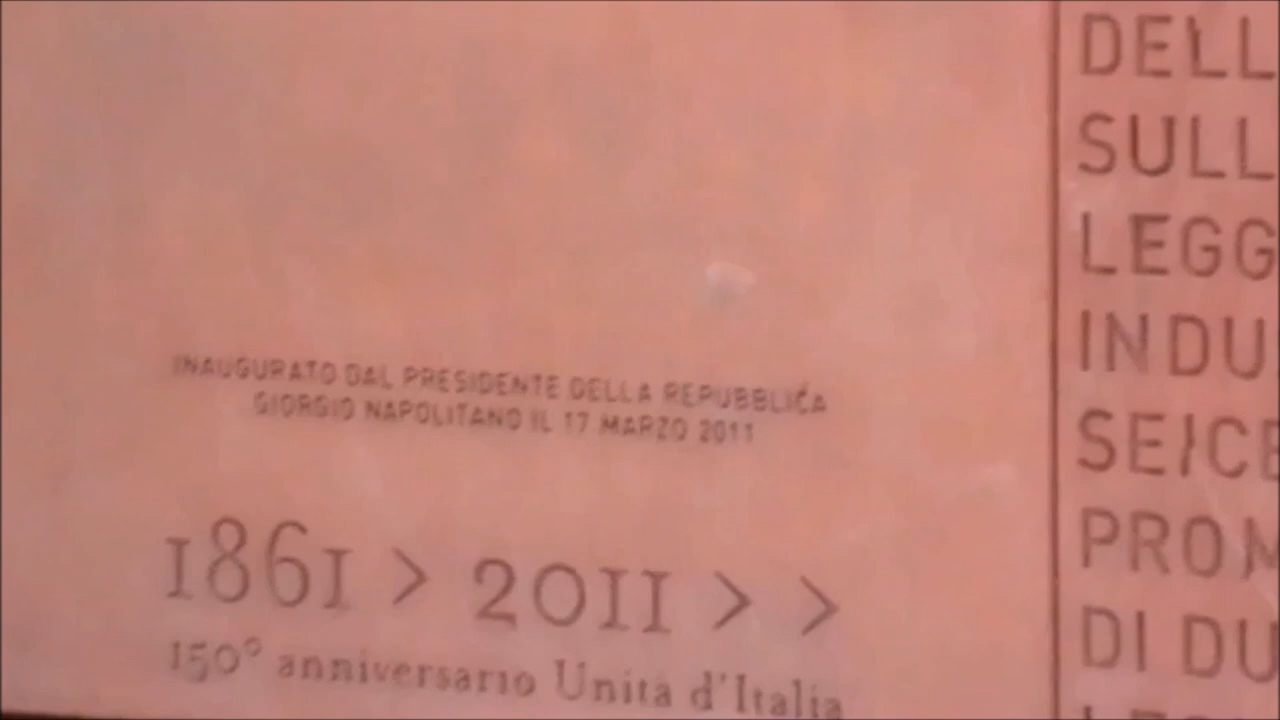 INAUGURATO DAL PRESIDENTE DELLA REPUBBLICA
GIORGIO NAPOLITANO IL 17 MARZO 2011
1861 > 2011 > >
150° anniversario Unità d'Italia
DELL
SULL
LEGG
INDU
SEICE
PROM
DI DU